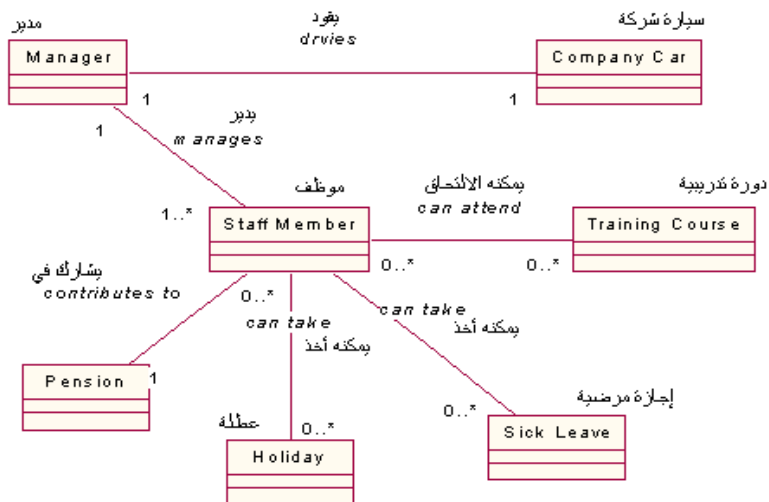 مدير
يقود
سيارة شركة
Manager
drvies
Company Car
1
1
1
يدير
manages
موظف
يمكنه الالتحاق
دورة تدريبية
can attend
1..*
Staff Member
Training Course
0..*
0..*
يشارك في
contributes to
0..*
0..*
can take
can take
يمكنه أخذ
يمكنه أخذ
Pension
1
إجازة مرضية
0..*
عطلة
0..*
Sick Leave
Holiday